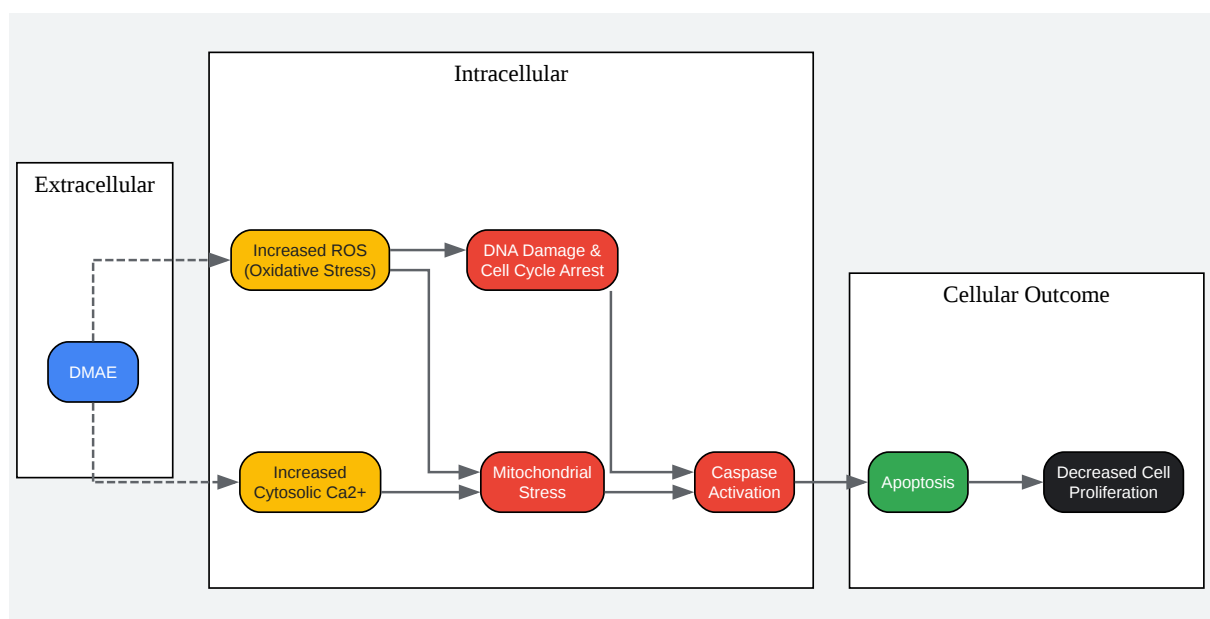 Intracellular
Extracellular
Increased ROS
(Oxidative Stress)
DNA Damage &
Cell Cycle Arrest
Cellular Outcome
DMAE
Increased
Cytosolic Ca2+
Mitochondrial
Stress
Caspase
Activation
Apoptosis
Decreased Cell
Proliferation